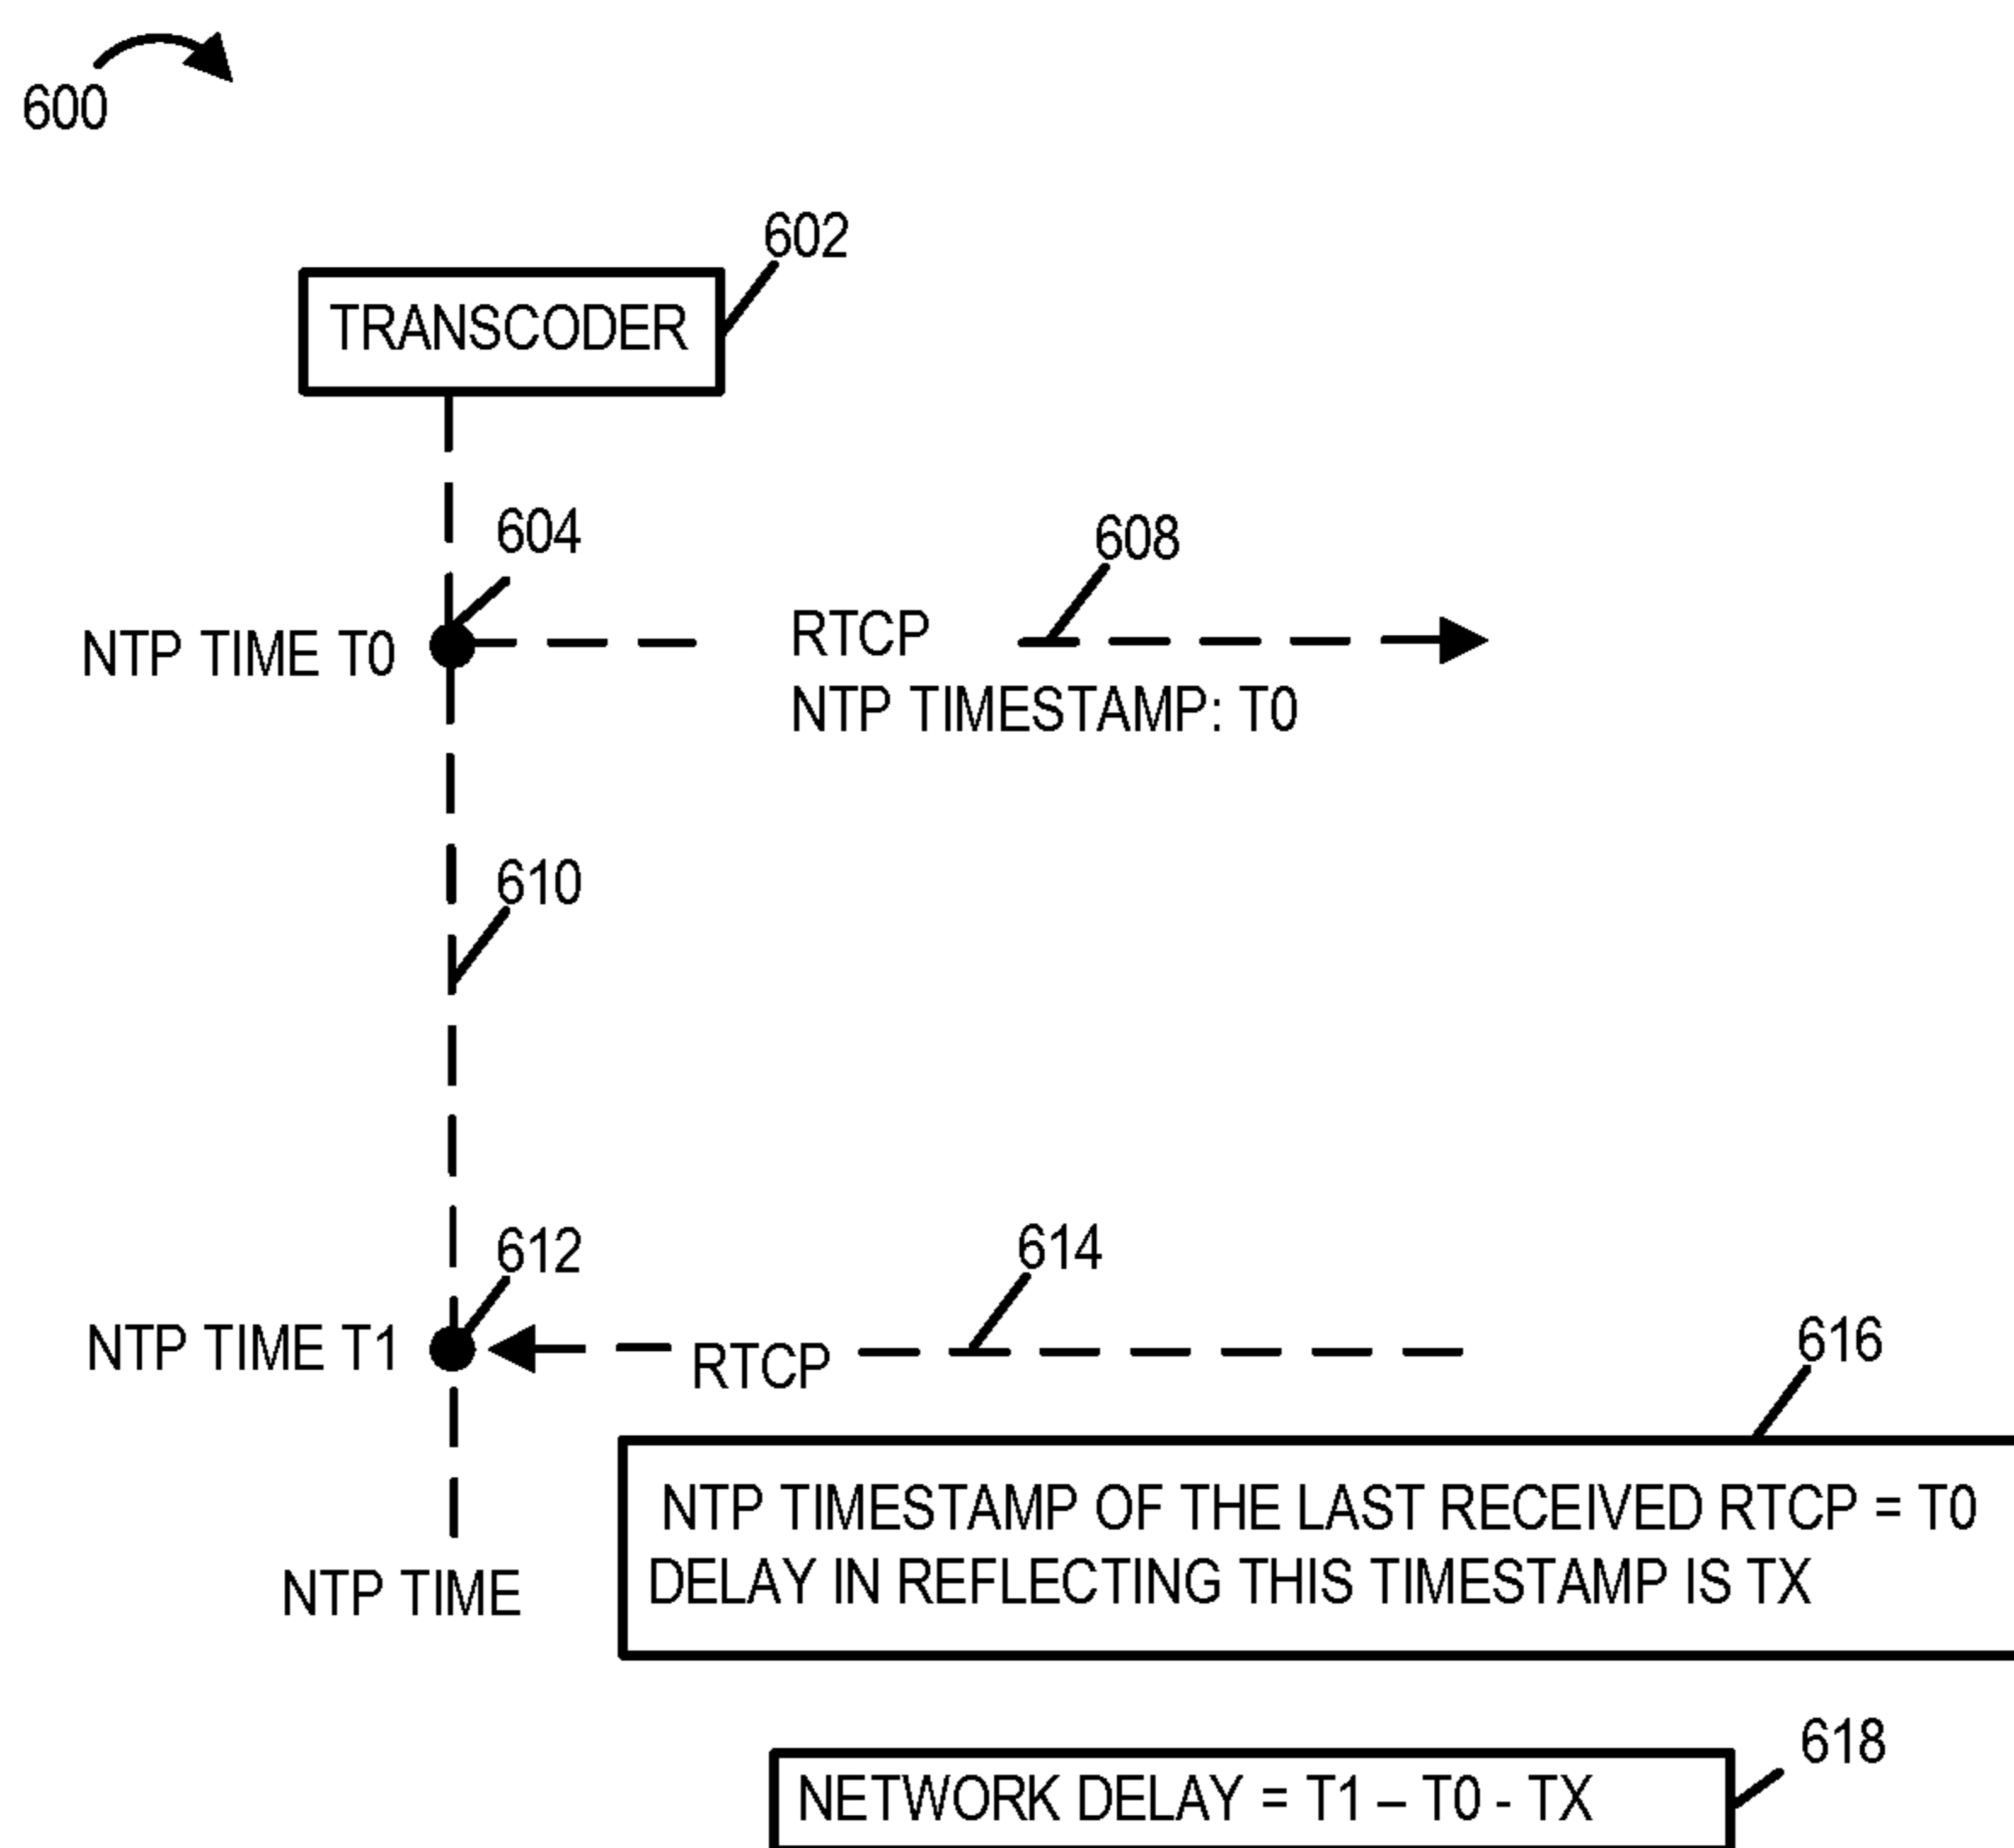 600
602
TRANSCODER
604
608
NTP TIME T0
RTCP
NTP TIMESTAMP: T0
610
612
614
NTP TIME T1
RTCP
616
NTP TIMESTAMP OF THE LAST RECEIVED RTCP = T0
DELAY IN REFLECTING THIS TIMESTAMP IS TX
NTP TIME
618
NETWORK DELAY = T1 – T0 - TX